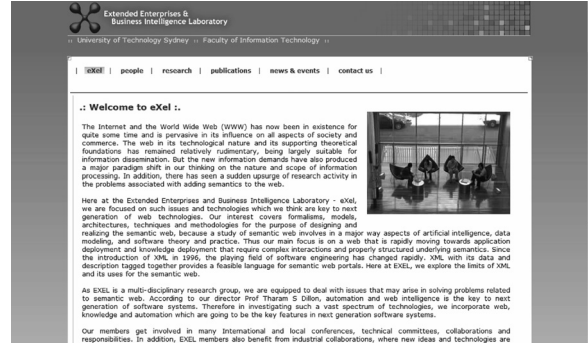 Extended Enterprises &
Business Intelligence Laboratory
:: University of Technology Sydney :: Faculty of Information Technology ::
| eXel | people | research | publications | news & events | contact us |
.: Welcome to eXel :.
The Internet and the World Wide Web (WWW) has now been in existence for
quite some time and is pervasive in its influence on all aspects of society and
commerce. The web in its technological nature and its supporting theoretical
foundations has remained relatively rudimentary, being largely suitable for
information dissemination. But the new information demands have also produced
a major paradigm shift in our thinking on the nature and scope of information
processing. In addition, there has seen a sudden upsurge of research activity in
the problems associated with adding semantics to the web.
Here at the Extended Enterprises and Business Intelligence Laboratory - eXel,
we are focused on such issues and technologies which we think are key to next
generation of web technologies. Our interest covers formalisms, models,
architectures, techniques and methodologies for the purpose of designing and
realizing the semantic web, because a study of semantic web involves in a major way aspects of artificial intelligence, data
modeling, and software theory and practice. Thus our main focus is on a web that is rapidly moving towards application
deployment and knowledge deployment that require complex interactions and properly structured underlying semantics. Since
the introduction of XML in 1996, the playing field of software engineering has changed rapidly. XML with its data and
description tagged together provides a feasible language for semantic web portals. Here at EXEL, we explore the limits of XML
and its uses for the semantic web.
As EXEL is a multi-disciplinary research group, we are equipped to deal with issues that may arise in solving problems related
to semantic web. According to our director Prof Tharam S Dillon, automation and web intelligence is the key to next
generation of software systems. Therefore in investigating such a vast spectrum of technologies, we incorporate web,
knowledge and automation which are going to be the key features in next generation software systems.
Our members get involved in many International and local conferences, technical committees, collaborations and
responsibilities. In addition, EXEL members also benefit from industrial collaborations, where new ideas and technologies are